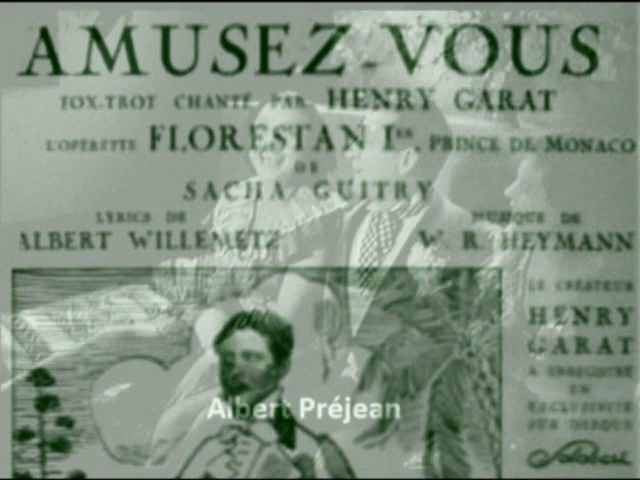 AMUSEZ-VOUS
FOX-TROT CHANTÉ PAR HENRY GARAT
L'OPÉRETTE FLORESTAN Ier, PRINCE DE MONACO
DE
SACHA GUITRY
LYRICS DE
MUSIQUE DE
ALBERT WILLEMETZ
W. R. HEYMANN
LE CRÉATEUR
HENRY
GARAT
A ENREGISTRÉ
EN
EXCLUSIVITÉ
SUR DISQUE
Salabert
Albert Préjean